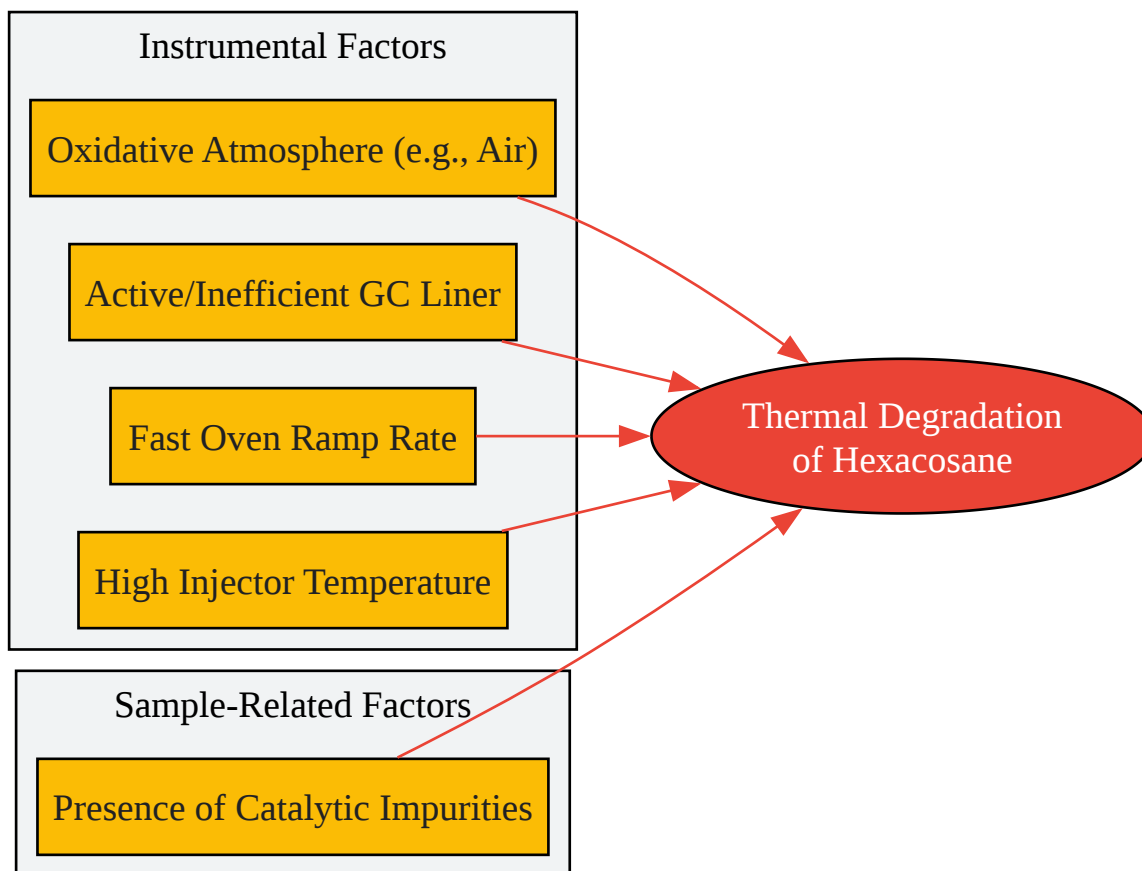 Instrumental Factors
Oxidative Atmosphere (e.g., Air)
Active/Inefficient GC Liner
Fast Oven Ramp Rate
High Injector Temperature
Thermal Degradation
of Hexacosane
Sample-Related Factors
Presence of Catalytic Impurities